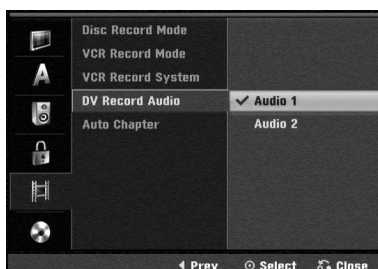 Disc Record Mode
VCR Record Mode
VCR Record System
DV Record Audio
✓ Audio 1
Auto Chapter
Audio 2
A
Prev
Select
Close